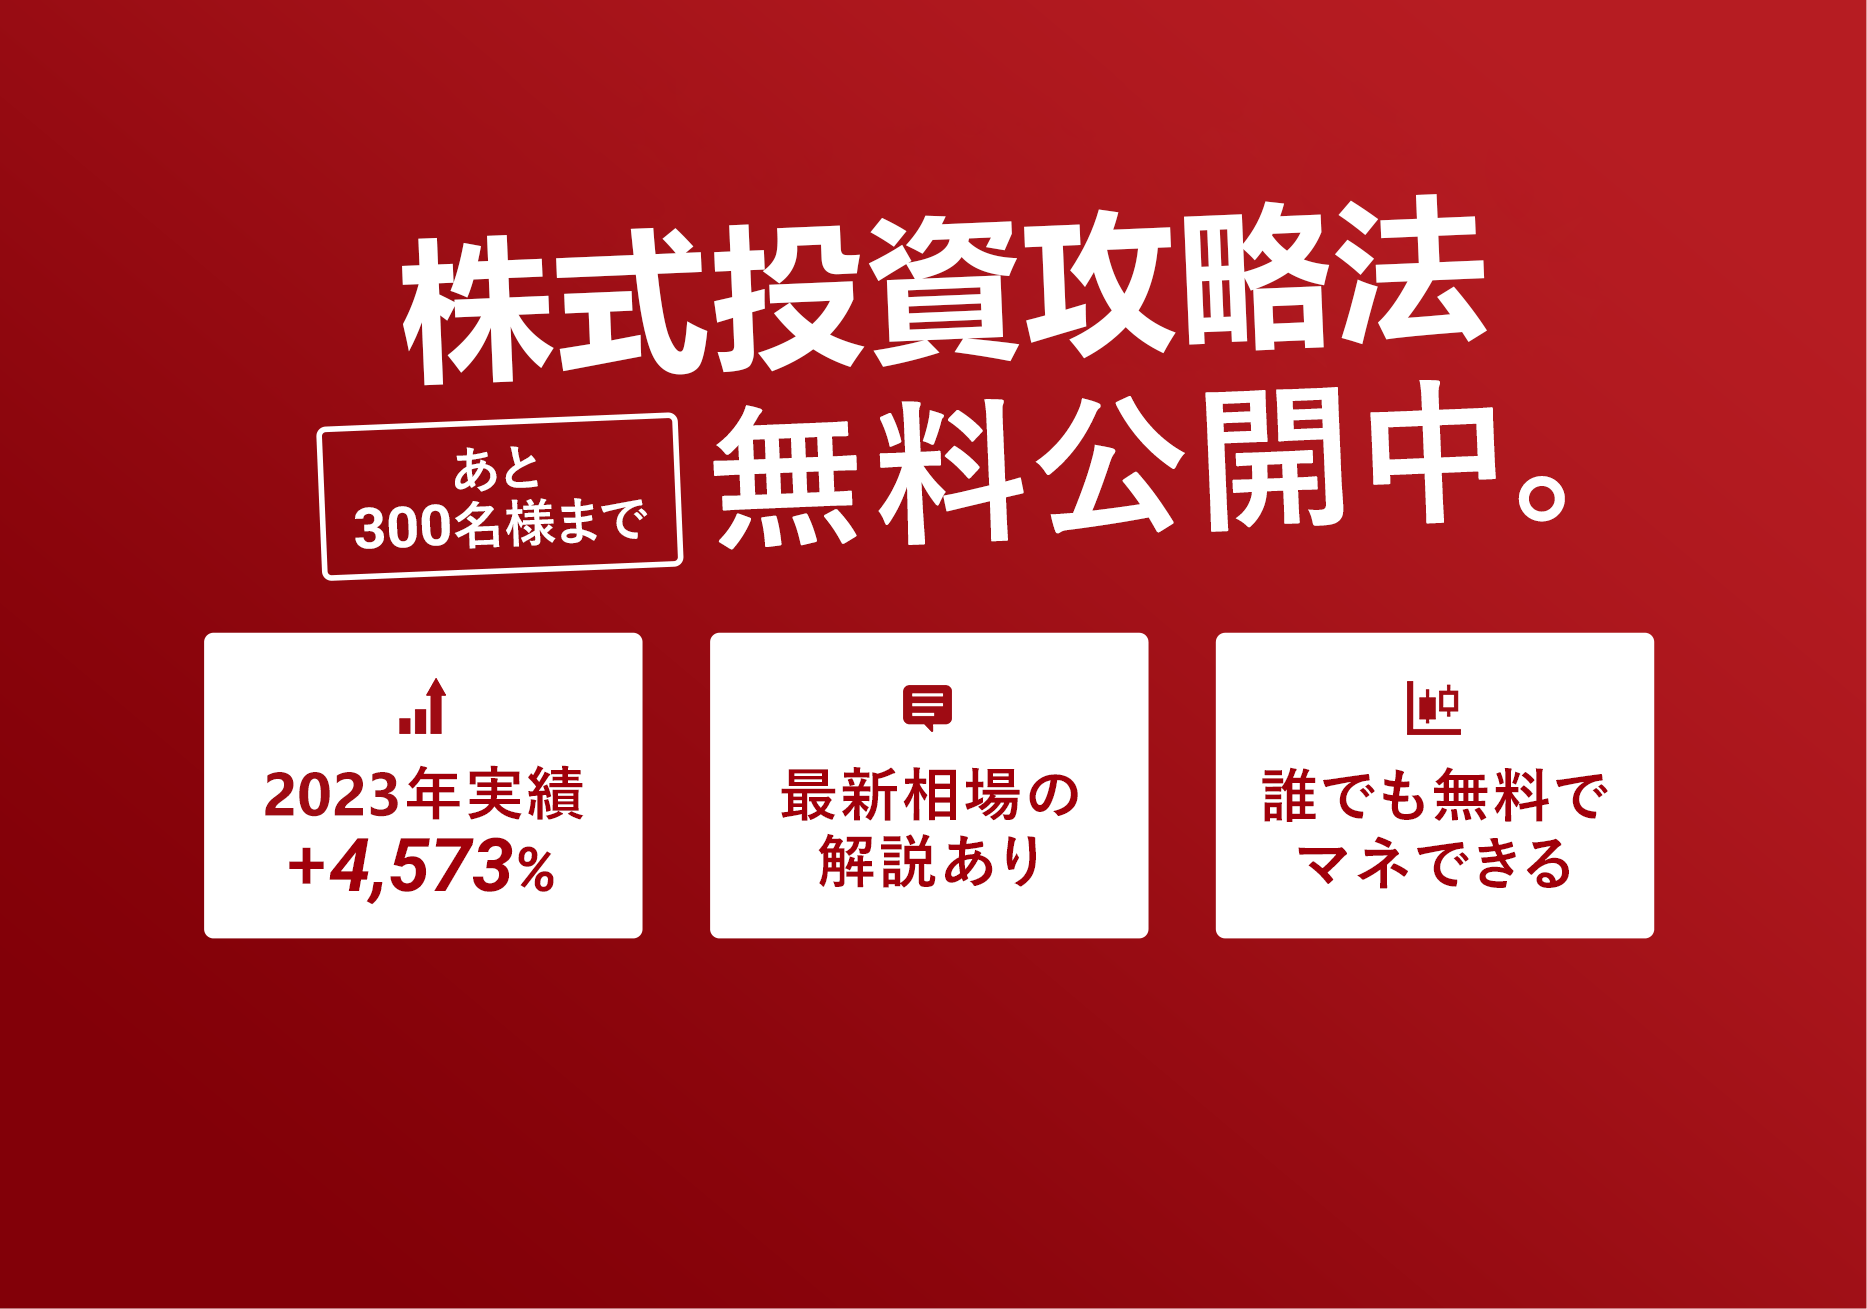 株式投資攻略法
あと
300名様まで
無料公開中。
2023年実績
+4,573%
最新相場の
解説あり
誰でも無料で
マネできる